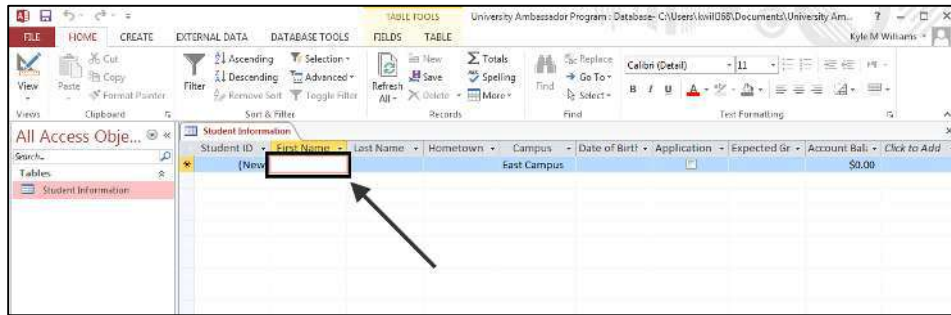 TABLE TOOLS University Ambassador Program : Database- C:\Users\kwill068\Documents\University Am... ?
FILE HOME CREATE EXTERNAL DATA DATABASE TOOLS FIELDS TABLE Kyle M Williams
View Paste Cut Copy Format Painter
Filter Ascending Descending Remove Sort Selection Advanced Toggle Filter
Refresh All New Save Delete Totals Spelling More
Find Replace Go To Select
Calibri (Detail) 11
B I U A
Views Clipboard Sort & Filter Records Find Text Formatting
All Access Obje...
Search..
Tables
Student Information
Student Information
Student ID First Name Last Name Hometown Campus Date of Birtl Application Expected Gr Account Bala Click to Add
(New East Campus $0.00